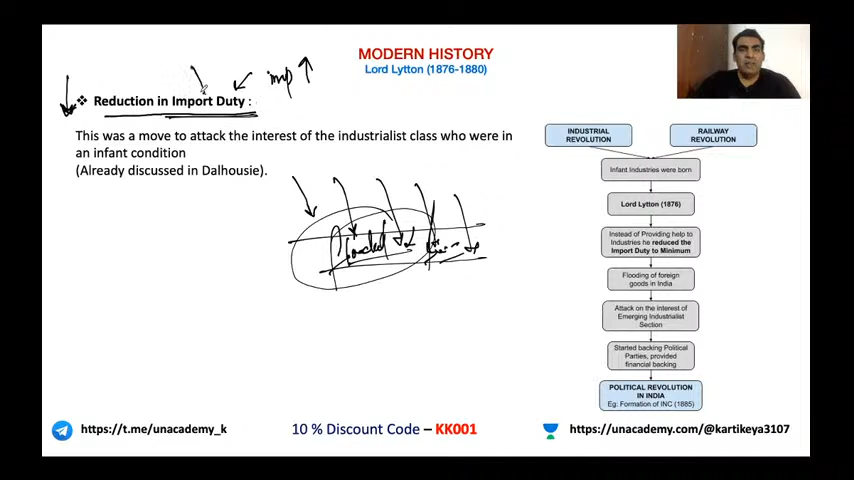 MODERN HISTORY
Lord Lytton (1876-1880)
imp
❖ Reduction in Import Duty :
This was a move to attack the interest of the industrialist class who were in
an infant condition
(Already discussed in Dalhousie).
flooded
INDUSTRIAL
REVOLUTION
RAILWAY
REVOLUTION
Infant Industries were born
Lord Lytton (1876)
Instead of Providing help to
Industries he reduced the
Import Duty to Minimum
Flooding of foreign
goods in India
Attack on the interest of
Emerging Industrialist
Section
Started backing Political
Parties, provided
financial backing
POLITICAL REVOLUTION
IN INDIA
Eg: Formation of INC (1885)
https://t.me/unacademy_k
10 % Discount Code – KK001
https://unacademy.com/@kartikeya3107